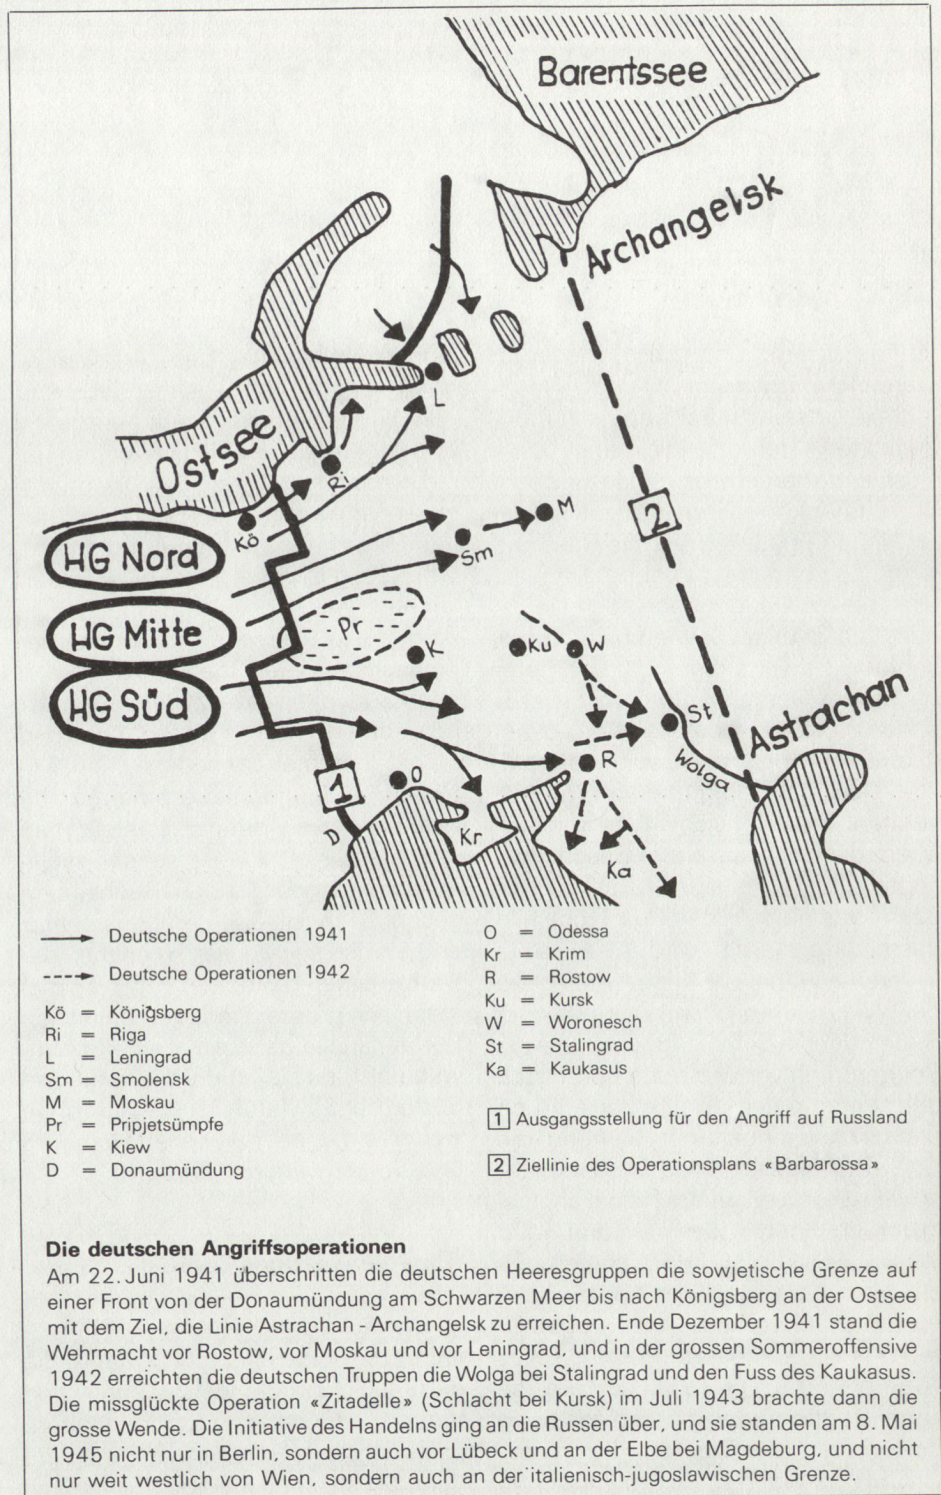 Barentssee
Archangelsk
Ostsee
L
Ri
Kö
HG Nord
2
M
Sm
HG Mitte
Pr
K
Ku
W
HG Süd
St
Astrachan
Wolga
R
1
O
D
Kr
Ka
Deutsche Operationen 1941
Deutsche Operationen 1942
Kö = Königsberg
Ri = Riga
L = Leningrad
Sm = Smolensk
M = Moskau
Pr = Pripjetsümpfe
K = Kiew
D = Donaumündung
O = Odessa
Kr = Krim
R = Rostow
Ku = Kursk
W = Woronesch
St = Stalingrad
Ka = Kaukasus
1 Ausgangsstellung für den Angriff auf Russland
2 Ziellinie des Operationsplans «Barbarossa»
Die deutschen Angriffsoperationen
Am 22. Juni 1941 überschritten die deutschen Heeresgruppen die sowjetische Grenze auf
einer Front von der Donaumündung am Schwarzen Meer bis nach Königsberg an der Ostsee
mit dem Ziel, die Linie Astrachan - Archangelsk zu erreichen. Ende Dezember 1941 stand die
Wehrmacht vor Rostow, vor Moskau und vor Leningrad, und in der grossen Sommeroffensive
1942 erreichten die deutschen Truppen die Wolga bei Stalingrad und den Fuss des Kaukasus.
Die missglückte Operation «Zitadelle» (Schlacht bei Kursk) im Juli 1943 brachte dann die
grosse Wende. Die Initiative des Handelns ging an die Russen über, und sie standen am 8. Mai
1945 nicht nur in Berlin, sondern auch vor Lübeck und an der Elbe bei Magdeburg, und nicht
nur weit westlich von Wien, sondern auch an der italienisch-jugoslawischen Grenze.